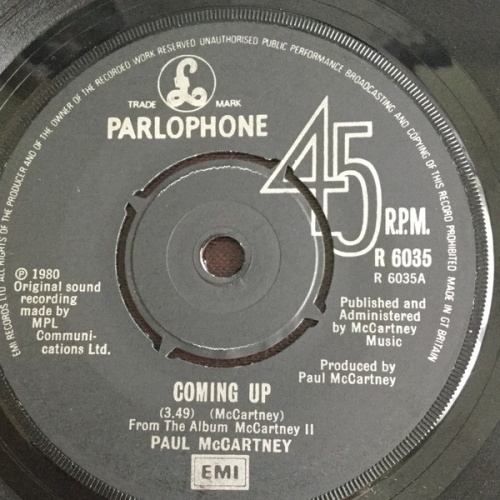 EMI RECORDS LTD ALL RIGHTS OF THE PRODUCER AND OF THE OWNER OF THE RECORDED WORK RESERVED UNAUTHORISED PUBLIC PERFORMANCE BROADCASTING AND COPYING OF THIS RECORD PROHIBITED MADE IN GT BRITAIN
£
TRADE MARK
PARLOPHONE
45
R.P.M.
R 6035
R 6035A
℗ 1980
Original sound
recording
made by
MPL
Communi-
cations Ltd.
Published and
Administered
by McCartney
Music
Produced by
Paul McCartney
COMING UP
(3.49) (McCartney)
From The Album McCartney II
PAUL McCARTNEY
EMI